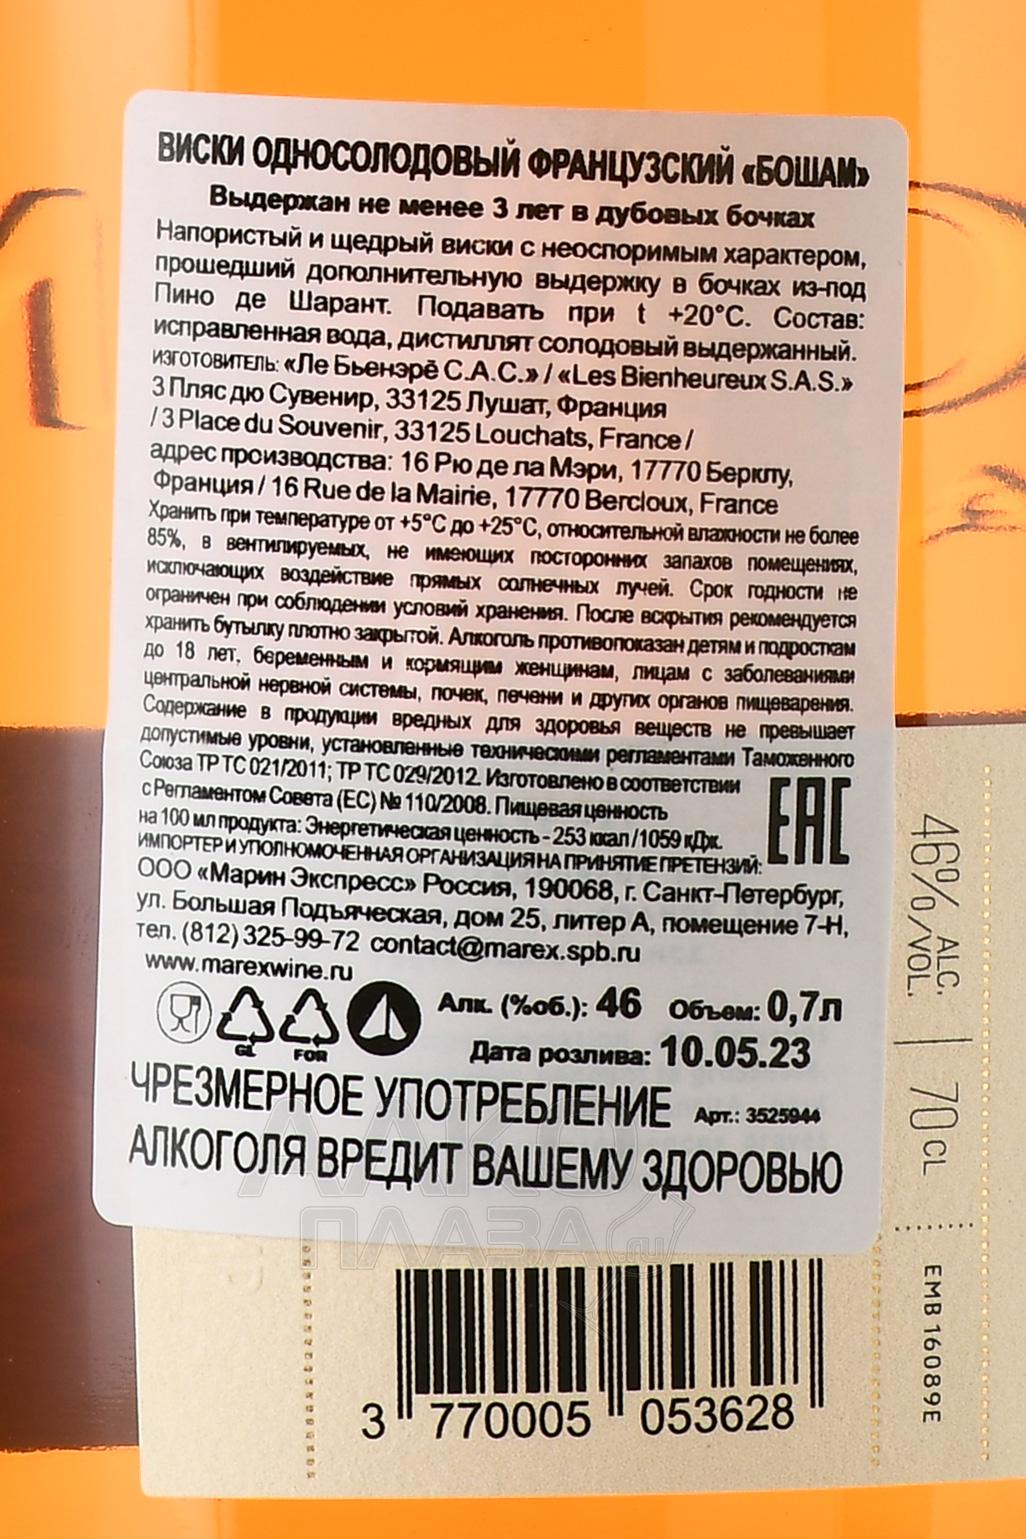 ВИСКИ ОДНОСОЛОДОВЫЙ ФРАНЦУЗСКИЙ «БОШАМ»
Выдержан не менее 3 лет в дубовых бочках
Напористый и щедрый виски с неоспоримым характером,
прошедший дополнительную выдержку в бочках из-под
Пино де Шарант. Подавать при t +20°C. Состав:
исправленная вода, дистиллят солодовый выдержанный.
ИЗГОТОВИТЕЛЬ: «Ле Бьенэрё С.А.С.» / «Les Bienheureux S.A.S.»
3 Пляс дю Сувенир, 33125 Лушат, Франция
/ 3 Place du Souvenir, 33125 Louchats, France /
адрес производства: 16 Рю де ла Мэри, 17770 Берклу,
Франция / 16 Rue de la Mairie, 17770 Bercloux, France
Хранить при температуре от +5°C до +25°C, относительной влажности не более
85%, в вентилируемых, не имеющих посторонних запахов помещениях,
исключающих воздействие прямых солнечных лучей. Срок годности не
ограничен при соблюдении условий хранения. После вскрытия рекомендуется
хранить бутылку плотно закрытой. Алкоголь противопоказан детям и подросткам
до 18 лет, беременным и кормящим женщинам, лицам с заболеваниями
центральной нервной системы, почек, печени и других органов пищеварения.
Содержание в продукции вредных для здоровья веществ не превышает
допустимые уровни, установленные техническими регламентами Таможенного
Союза ТР ТС 021/2011; ТР ТС 029/2012. Изготовлено в соответствии
с Регламентом Совета (ЕС) № 110/2008. Пищевая ценность
на 100 мл продукта: Энергетическая ценность - 253 ккал / 1059 кДж.
EAC
ИМПОРТЕР И УПОЛНОМОЧЕННАЯ ОРГАНИЗАЦИЯ НА ПРИНЯТИЕ ПРЕТЕНЗИЙ:
ООО «Марин Экспресс» Россия, 190068, г. Санкт-Петербург,
ул. Большая Подъяческая, дом 25, литер А, помещение 7-Н,
тел. (812) 325-99-72 contact@marex.spb.ru
www.marexwine.ru
GL FOR
Алк. (%об.): 46 Объем: 0,7л
Дата розлива: 10.05.23
ЧРЕЗМЕРНОЕ УПОТРЕБЛЕНИЕ Арт.: 3525944
АЛКОГОЛЯ ВРЕДИТ ВАШЕМУ ЗДОРОВЬЮ
АЛКО
ПЛАЗА.ru
3 770005 053628
46% ALC./VOL. | 70CL
EMB 16089E